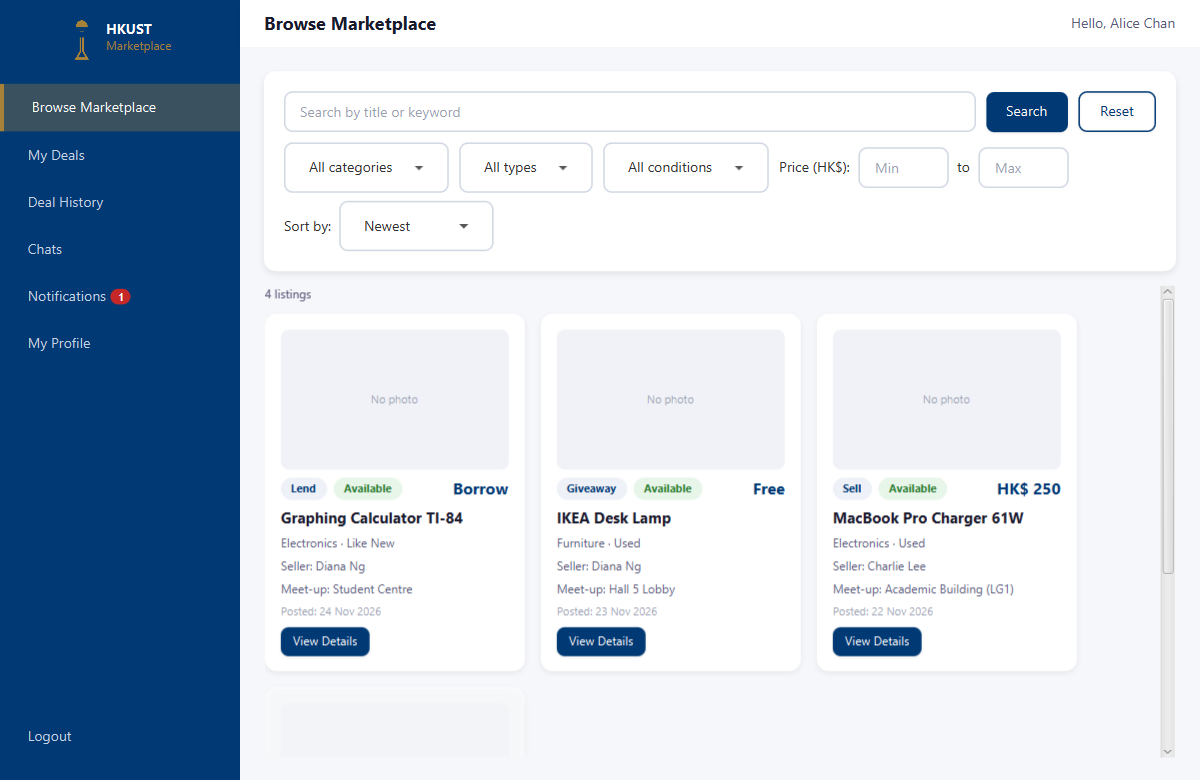 HKUST
Marketplace
Browse Marketplace
My Deals
Deal History
Chats
Notifications 1
My Profile
Logout
Browse Marketplace
Hello, Alice Chan
Search by title or keyword
Search
Reset
All categories
All types
All conditions
Price (HK$):
Min
to
Max
Sort by:
Newest
4 listings
No photo
Lend
Available
Borrow
Graphing Calculator TI-84
Electronics · Like New
Seller: Diana Ng
Meet-up: Student Centre
Posted: 24 Nov 2026
View Details
No photo
Giveaway
Available
Free
IKEA Desk Lamp
Furniture · Used
Seller: Diana Ng
Meet-up: Hall 5 Lobby
Posted: 23 Nov 2026
View Details
No photo
Sell
Available
HK$ 250
MacBook Pro Charger 61W
Electronics · Used
Seller: Charlie Lee
Meet-up: Academic Building (LG1)
Posted: 22 Nov 2026
View Details